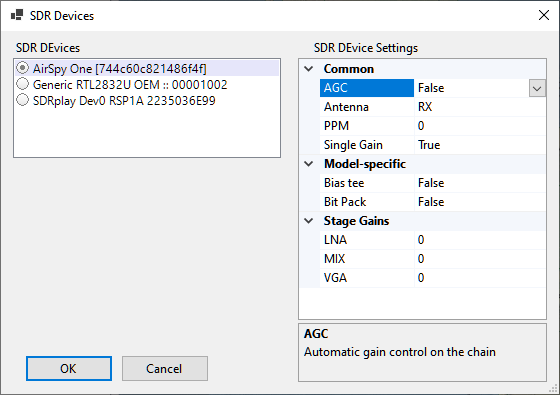 SDR Devices
SDR DEvices
AirSpy One [744c60c821486f4f]
Generic RTL2832U OEM :: 00001002
SDRplay Dev0 RSP1A 2235036E99
SDR DEvice Settings
Common
AGC False
Antenna RX
PPM 0
Single Gain True
Model-specific
Bias tee False
Bit Pack False
Stage Gains
LNA 0
MIX 0
VGA 0
AGC
Automatic gain control on the chain
OK
Cancel